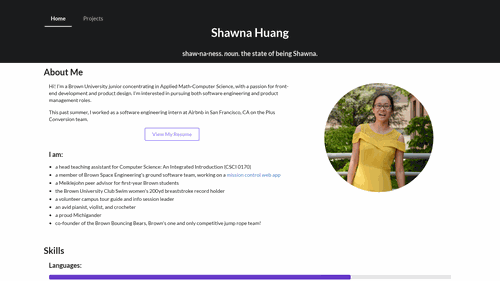 Home Projects
Shawna Huang
shaw·na·ness. noun. the state of being Shawna.
About Me
Hi! I'm a Brown University junior concentrating in Applied Math-Computer Science, with a passion for front-
end development and product design. I'm interested in pursuing both software engineering and product
management roles.
This past summer, I worked as a software engineering intern at Airbnb in San Francisco, CA on the Plus
Conversion team.
View My Resume
I am:
• a head teaching assistant for Computer Science: An Integrated Introduction (CSCI 0170)
• a member of Brown Space Engineering's ground software team, working on a mission control web app
• a Meiklejohn peer advisor for first-year Brown students
• the Brown University Club Swim women's 200yd breaststroke record holder
• a volunteer campus tour guide and info session leader
• an avid pianist, violist, and crocheter
• a proud Michigander
• co-founder of the Brown Bouncing Bears, Brown's one and only competitive jump rope team!
Skills
Languages: